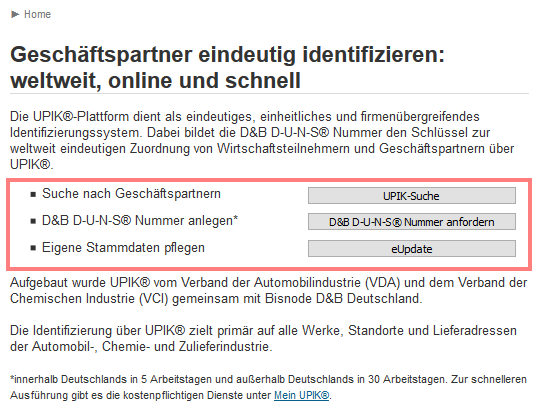 ► Home
Geschäftspartner eindeutig identifizieren:
weltweit, online und schnell
Die UPIK®-Plattform dient als eindeutiges, einheitliches und firmenübergreifendes
Identifizierungssystem. Dabei bildet die D&B D-U-N-S® Nummer den Schlüssel zur
weltweit eindeutigen Zuordnung von Wirtschaftsteilnehmern und Geschäftspartnern über
UPIK®.
▪ Suche nach Geschäftspartnern UPIK-Suche
▪ D&B D-U-N-S® Nummer anlegen* D&B D-U-N-S® Nummer anfordern
▪ Eigene Stammdaten pflegen eUpdate
Aufgebaut wurde UPIK® vom Verband der Automobilindustrie (VDA) und dem Verband der
Chemischen Industrie (VCI) gemeinsam mit Bisnode D&B Deutschland.
Die Identifizierung über UPIK® zielt primär auf alle Werke, Standorte und Lieferadressen
der Automobil-, Chemie- und Zulieferindustrie.
*innerhalb Deutschlands in 5 Arbeitstagen und außerhalb Deutschlands in 30 Arbeitstagen. Zur schnelleren
Ausführung gibt es die kostenpflichtigen Dienste unter Mein UPIK®.